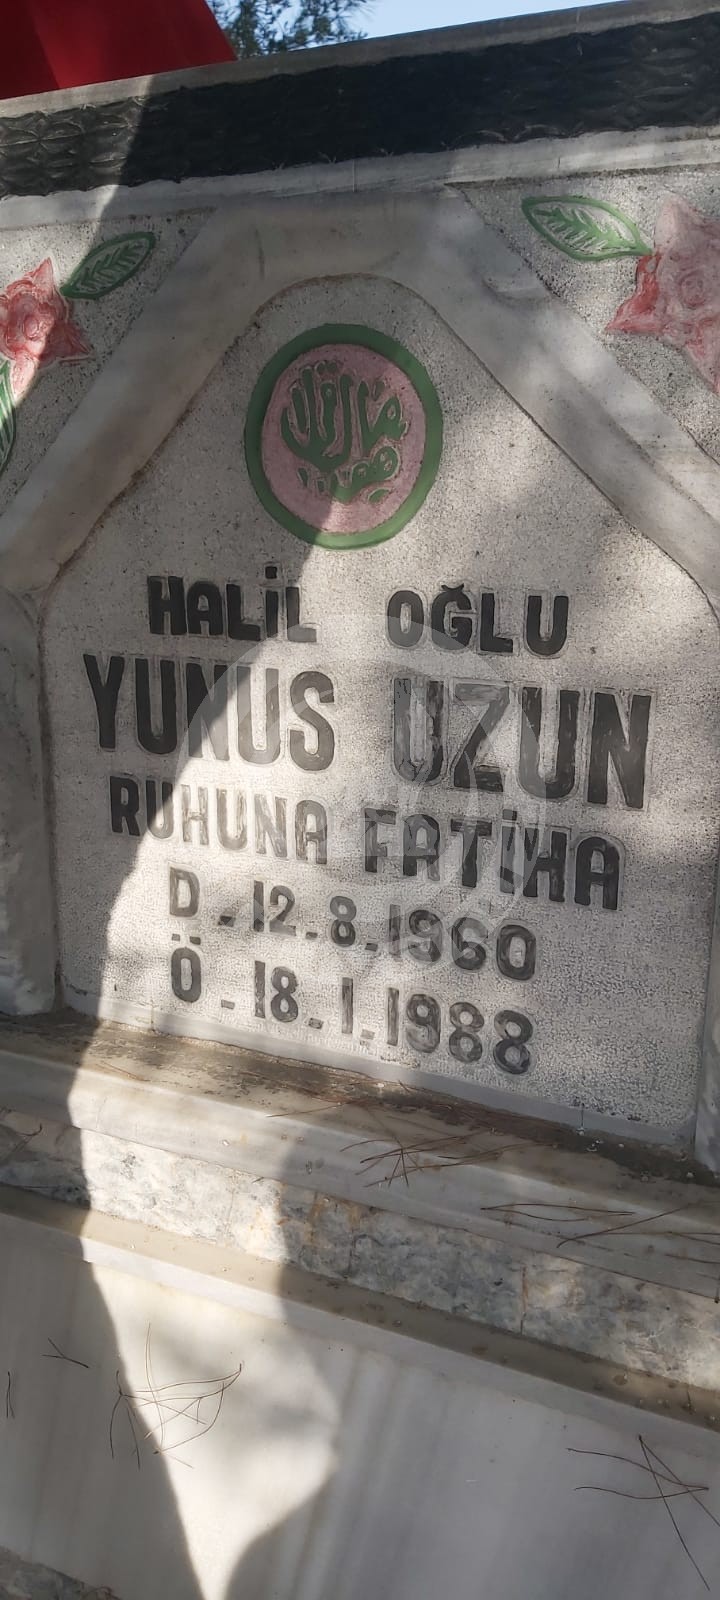 HALİL OĞLU
YUNUS UZUN
RUHUNA FATİHA
D - 12.8.1960
Ö - 18.1.1988